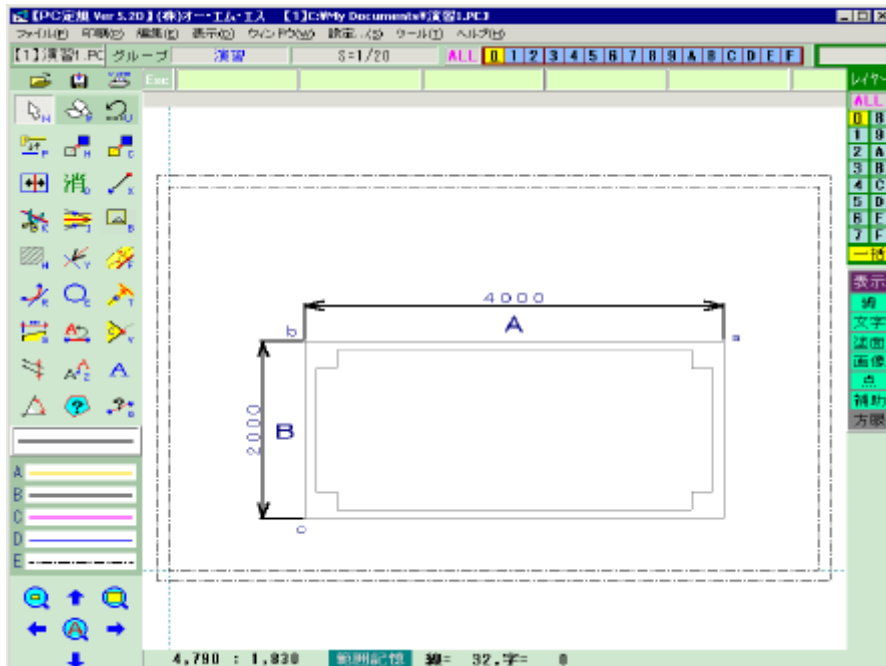 【PC定規 Ver 5.20】(株)オー・エム・エス 【1】C:¥My Documents¥演習1.PC1
ファイル(F) 印刷(P) 編集(E) 表示(D) ウィンドウ(W) 設定...(S) ツール(T) ヘルプ(H)
【1】演習1.PC グループ 演習 S=1/20 ALL 0 1 2 3 4 5 6 7 8 9 A B C D E F
Esc
レイヤー
ALL
0 8
1 9
2 A
3 B
4 C
5 D
6 E
7 F
一括
表示
線
文字
塗面
画像
点
補助
方眼
消
4000
A
b
a
2000
B
c
A
B
C
D
E
4,790 : 1,830 範囲記憶 線= 32,字= 0